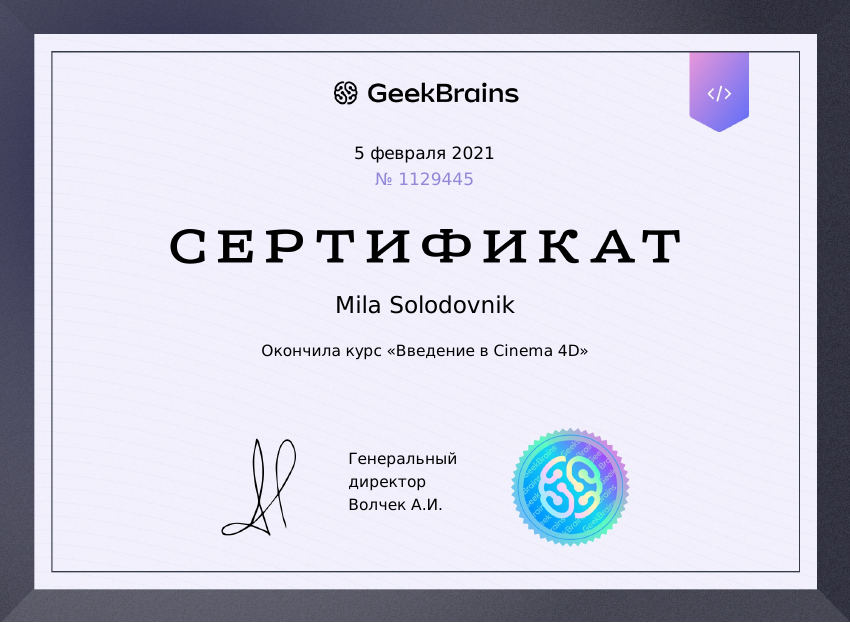 GeekBrains
</>
5 февраля 2021
№ 1129445
СЕРТИФИКАТ
Mila Solodovnik
Окончила курс «Введение в Cinema 4D»
Генеральный
директор
Волчек А.И.